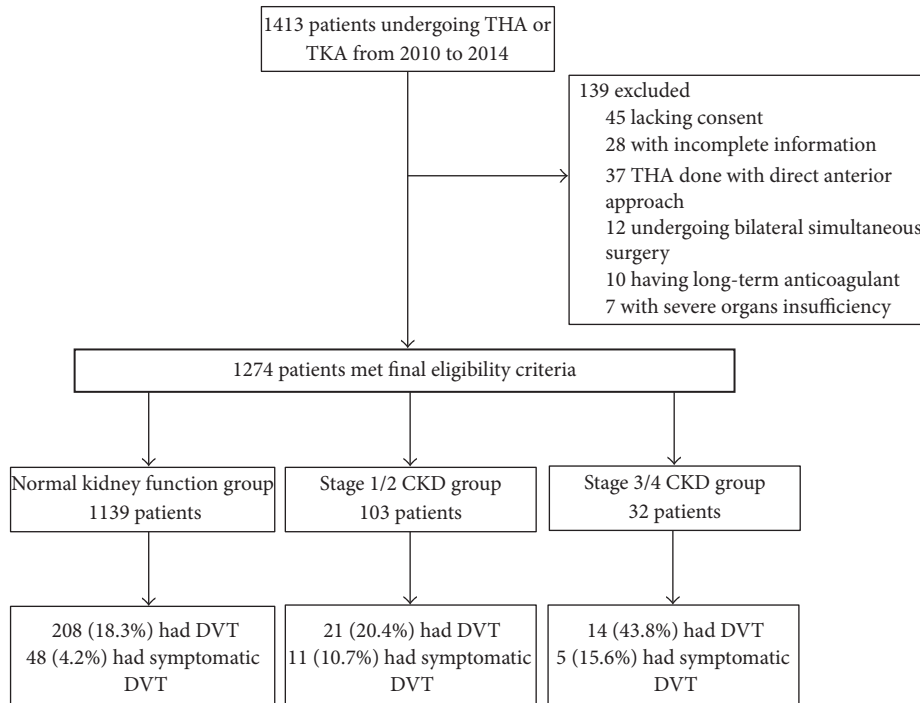 1413 patients undergoing THA or
TKA from 2010 to 2014
139 excluded
45 lacking consent
28 with incomplete information
37 THA done with direct anterior
approach
12 undergoing bilateral simultaneous
surgery
10 having long-term anticoagulant
7 with severe organs insufficiency
1274 patients met final eligibility criteria
Normal kidney function group
1139 patients
Stage 1/2 CKD group
103 patients
Stage 3/4 CKD group
32 patients
208 (18.3%) had DVT
48 (4.2%) had symptomatic
DVT
21 (20.4%) had DVT
11 (10.7%) had symptomatic
DVT
14 (43.8%) had DVT
5 (15.6%) had symptomatic
DVT